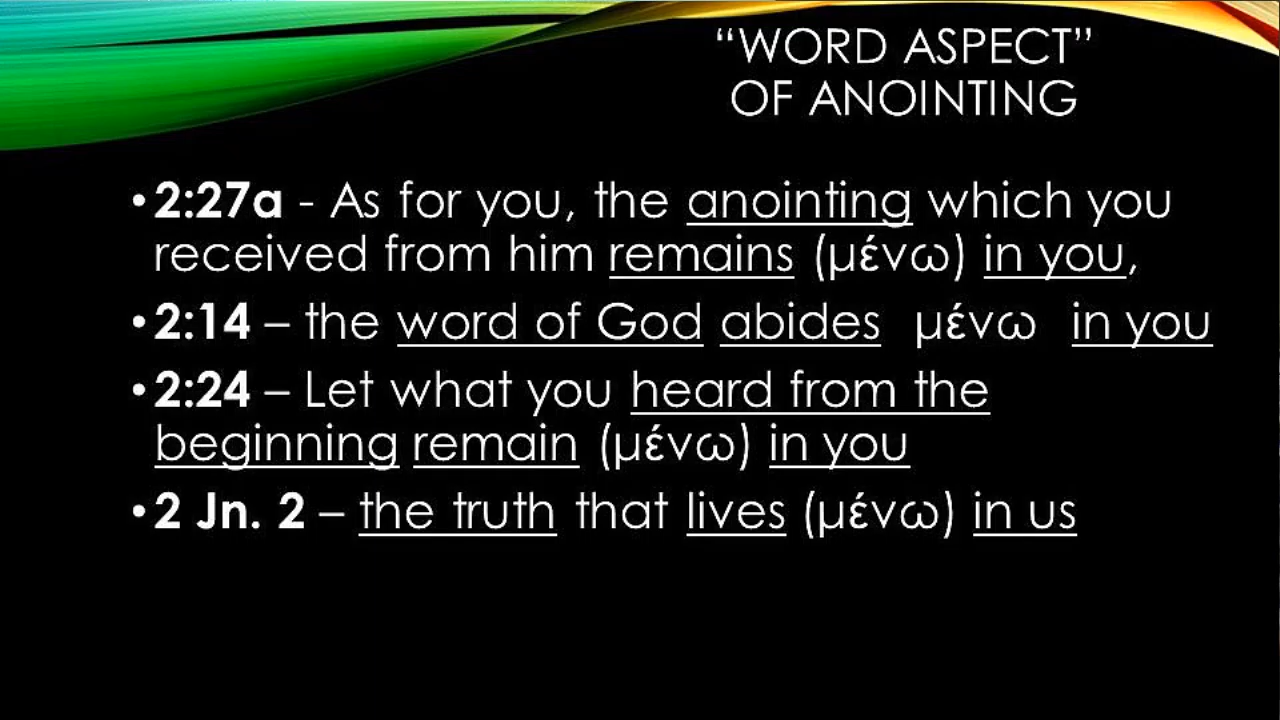 “WORD ASPECT”
OF ANOINTING
•2:27a - As for you, the anointing which you
received from him remains (μένω) in you,
•2:14 – the word of God abides μένω in you
•2:24 – Let what you heard from the
beginning remain (μένω) in you
•2 Jn. 2 – the truth that lives (μένω) in us